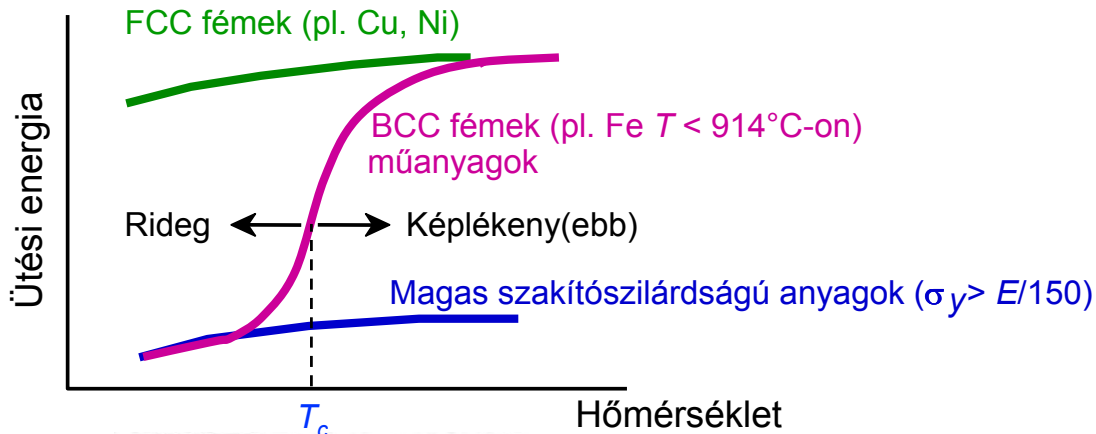 FCC fémek (pl. Cu, Ni)
Ütési energia
BCC fémek (pl. Fe T < 914°C-on)
műanyagok
Rideg
Képlékeny(ebb)
Magas szakítószilárdságú anyagok (σy> E/150)
Tc
Hőmérséklet